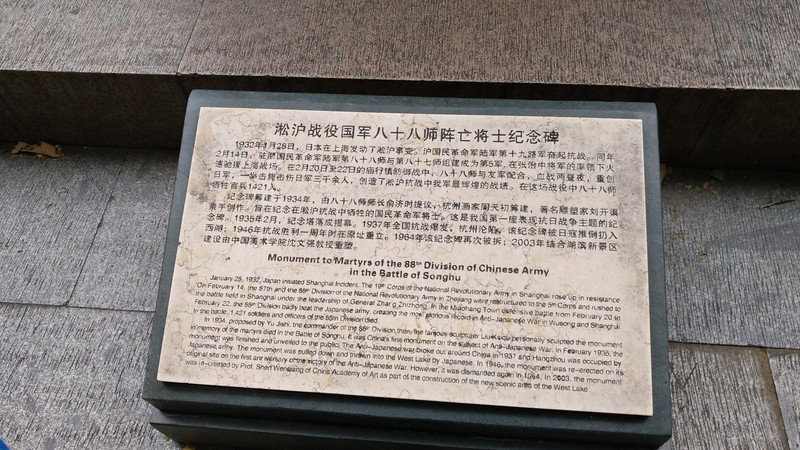 淞沪战役国军八十八师阵亡将士纪念碑
1932年1月28日，日本在上海发动了淞沪事变。沪国民革命军陆军第十九路军奋起抗战。同年
2月14日，驻浙国民革命军陆军第八十八师与第八十七师组建成为第5军，在张治中将军的率领下火
速驰援上海战场。在2月20日至22日的庙行镇防御战中，八十八师与友军配合，血战两昼夜，重创
日军，一举击毙击伤日军三千余人，创造了淞沪抗战中我军最辉煌的战绩。在这场战役中八十八师
牺牲官兵1421人。
纪念碑筹建于1934年，由八十八师师长俞济时提议，杭州画家周天初筹建，著名雕塑家刘开渠
亲手创作。旨在纪念在淞沪抗战中牺牲的国民革命军将士。这是我国第一座表现抗日战争主题的纪
念碑。1935年2月，纪念塔落成揭幕。1937年全国抗战爆发，杭州沦陷，该纪念碑被日寇推倒扔入
西湖；1946年抗战胜利一周年时在原址重立。1964年该纪念碑再次被拆；2003年结合湖滨新景区
建设由中国美术学院沈文强教授重塑。
Monument to Martyrs of the 88th Division of Chinese Army
in the Battle of Songhu
January 28, 1932, Japan initiated Shanghai Incident. The 19th Corps of the National Revolutionary Army in Shanghai rose up in resistance
On February 14, the 87th and the 88th Division of the National Revolutionary Army in Zhejiang were restructured to the 5th Corps and rushed to
the battle field in Shanghai under the leadership of General Zhang Zhizhong. In the Miaohang Town defensive battle from February 20 to
February 22, the 88th Division badly beat the Japanese army, creating the most glorious record in Anti-Japanese War in Wusong and Shanghai
In the battle, 1,421 soldiers and officers of the 88th Division died.
In 1934, proposed by Yu Jishi, the commander of the 88th Division then, the famous sculptor Liu Kaiqu personally sculpted the monument
in memory of the martyrs died in the Battle of Songhu. It was China's first monument on the subject of Anti-Japanese War. In February 1935, the
monument was finished and unveiled to the public. The Anti-Japanese War broke out around China in 1937 and Hangzhou was occupied by
Japanese army. The monument was pulled down and thrown into the West Lake by Japanese. In 1946, the monument was re-erected on its
original site on the first anniversary of the victory of the Anti-Japanese War. However, it was dismantled again in 1964. In 2003, the monument
was re-created by Prof. Shen Wenqiang of China Academy of Art as part of the construction of the new scenic area of the West Lake